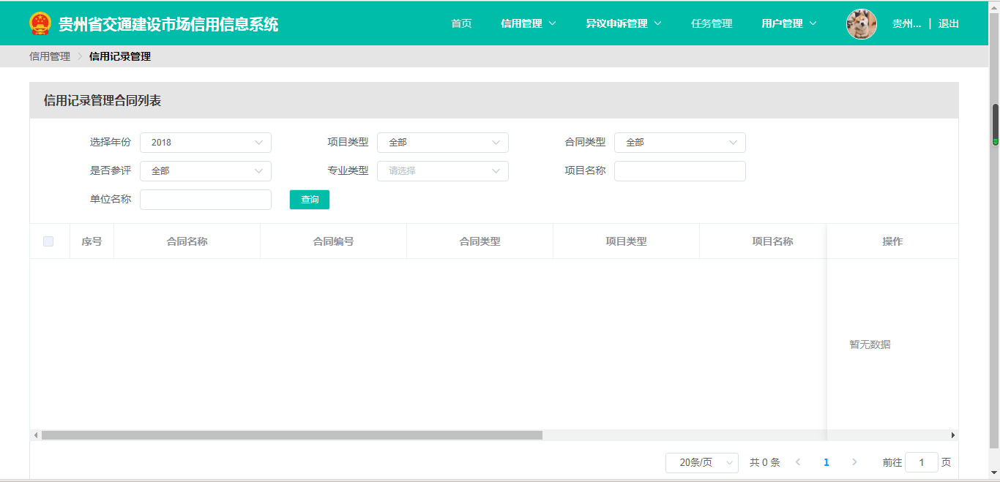 贵州省交通建设市场信用信息系统 首页 信用管理 异议申诉管理 任务管理 用户管理 贵州... | 退出
信用管理 > 信用记录管理
信用记录管理合同列表
选择年份 2018 项目类型 全部 合同类型 全部
是否参评 全部 专业类型 请选择 项目名称
单位名称 查询
序号 合同名称 合同编号 合同类型 项目类型 项目名称 操作
暂无数据
20条/页 共 0 条 < 1 > 前往 1 页